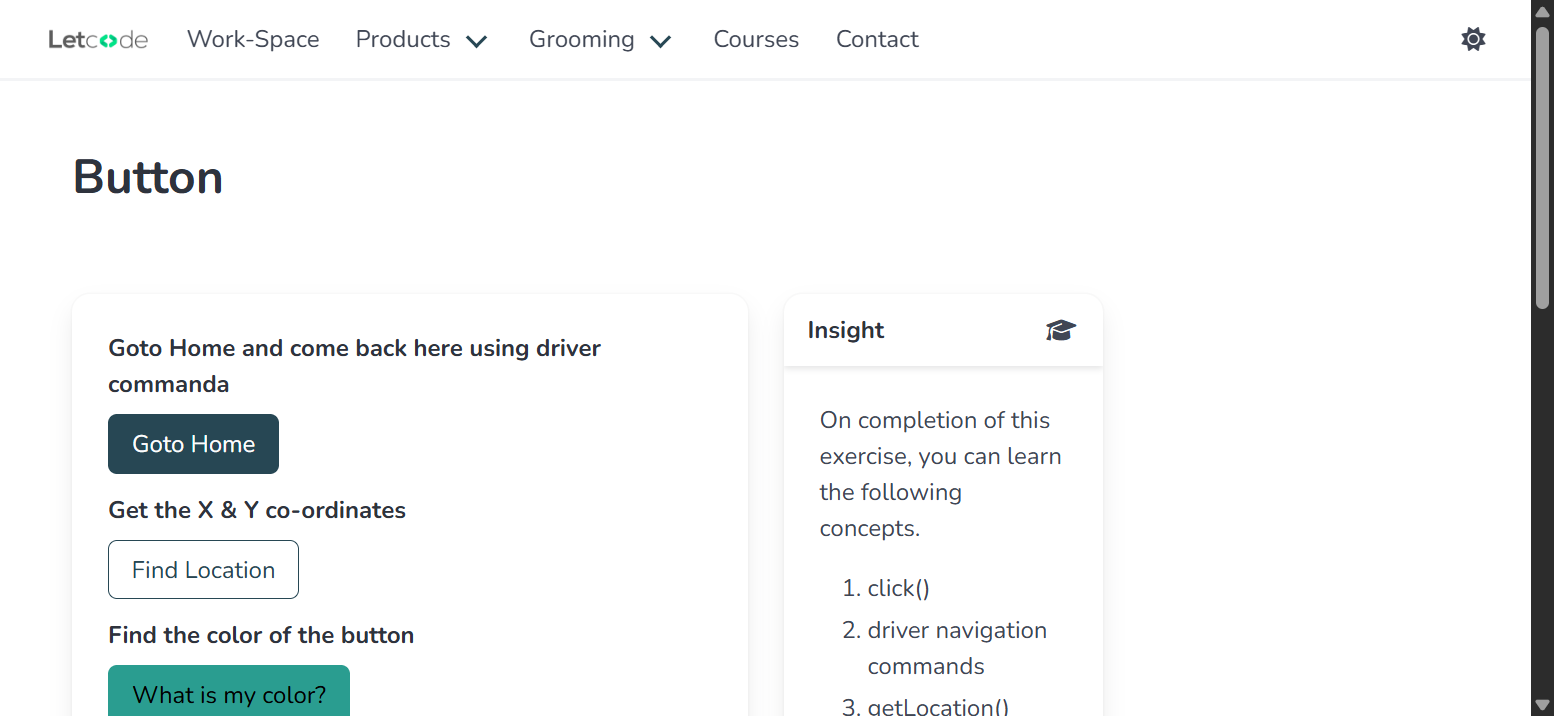 Letcode Work-Space Products Grooming Courses Contact
Button
Goto Home and come back here using driver
commanda
Goto Home
Get the X & Y co-ordinates
Find Location
Find the color of the button
What is my color?
Insight
On completion of this
exercise, you can learn
the following
concepts.
1. click()
2. driver navigation
commands
3. getLocation()